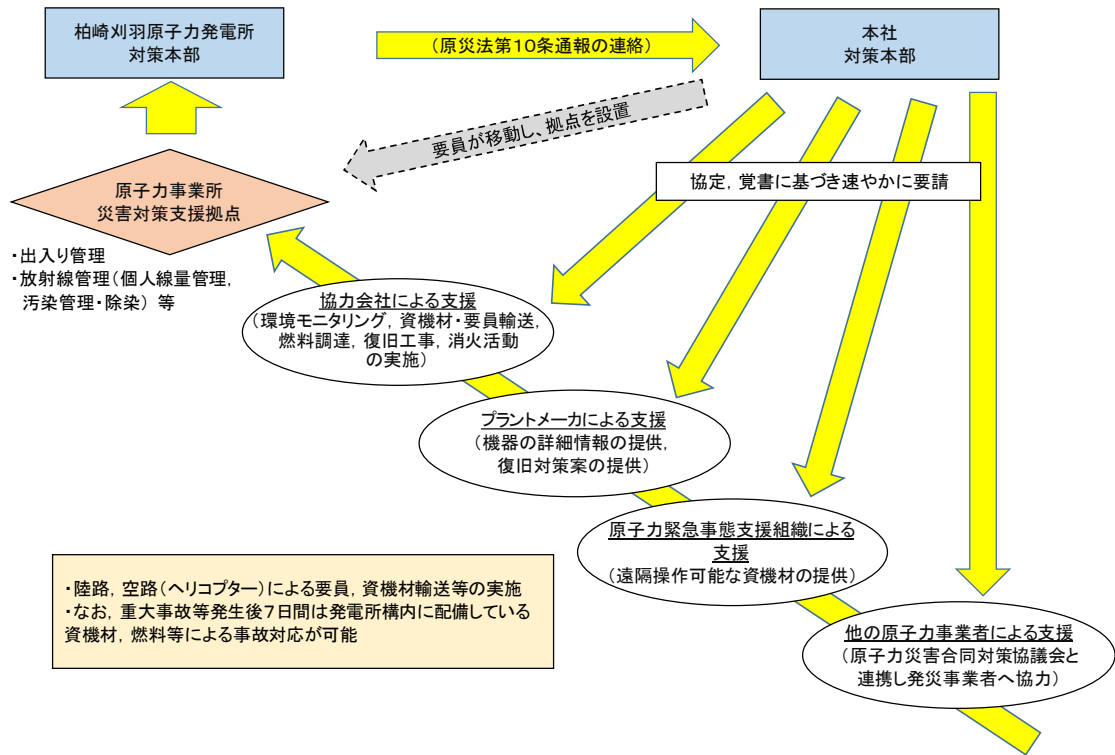 柏崎刈羽原子力発電所
対策本部
(原災法第10条通報の連絡)
本社
対策本部
要員が移動し、拠点を設置
協定，覚書に基づき速やかに要請
原子力事業所
災害対策支援拠点
・出入り管理
・放射線管理(個人線量管理，
汚染管理・除染) 等
協力会社による支援
(環境モニタリング，資機材・要員輸送，
燃料調達，復旧工事，消火活動
の実施)
プラントメーカによる支援
(機器の詳細情報の提供，
復旧対策案の提供)
原子力緊急事態支援組織による
支援
(遠隔操作可能な資機材の提供)
他の原子力事業者による支援
(原子力災害合同対策協議会と
連携し発災事業者へ協力)
・陸路，空路(ヘリコプター)による要員，資機材輸送等の実施
・なお，重大事故等発生後7日間は発電所構内に配備している
資機材，燃料等による事故対応が可能